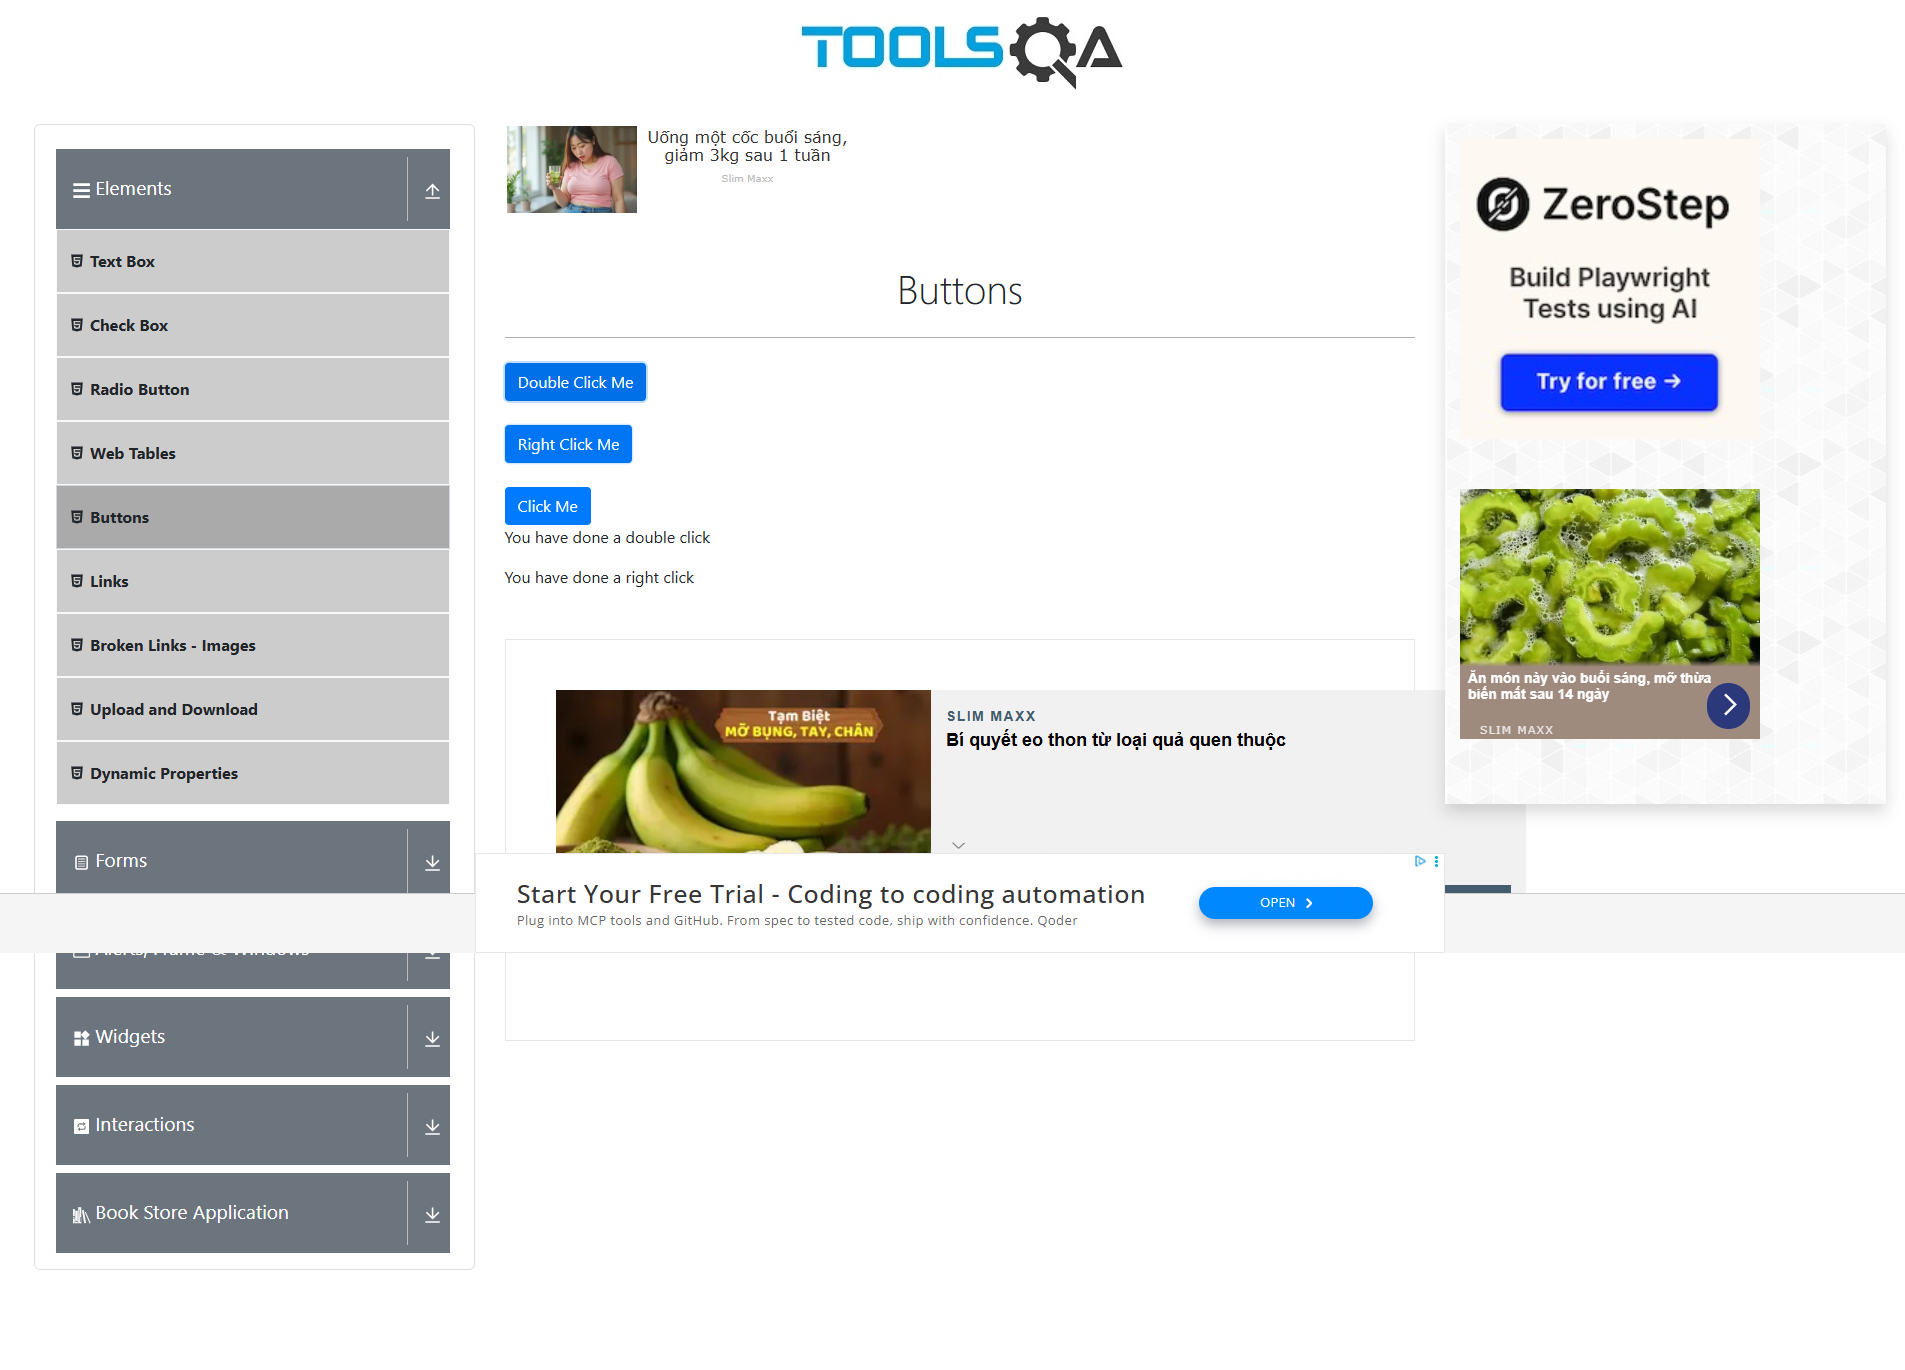 TOOLSQA
Elements
Text Box
Check Box
Radio Button
Web Tables
Buttons
Links
Broken Links - Images
Upload and Download
Dynamic Properties
Forms
Alerts, Frame & Windows
Widgets
Interactions
Book Store Application
Uống một cốc buổi sáng,
giảm 3kg sau 1 tuần
Slim Maxx
Buttons
Double Click Me
Right Click Me
Click Me
You have done a double click
You have done a right click
Tạm Biệt
MỠ BỤNG, TAY, CHÂN
SLIM MAXX
Bí quyết eo thon từ loại quả quen thuộc
Start Your Free Trial - Coding to coding automation
Plug into MCP tools and GitHub. From spec to tested code, ship with confidence. Qoder
OPEN
ZeroStep
Build Playwright
Tests using AI
Try for free →
Ăn món này vào buổi sáng, mỡ thừa
biến mất sau 14 ngày
SLIM MAXX